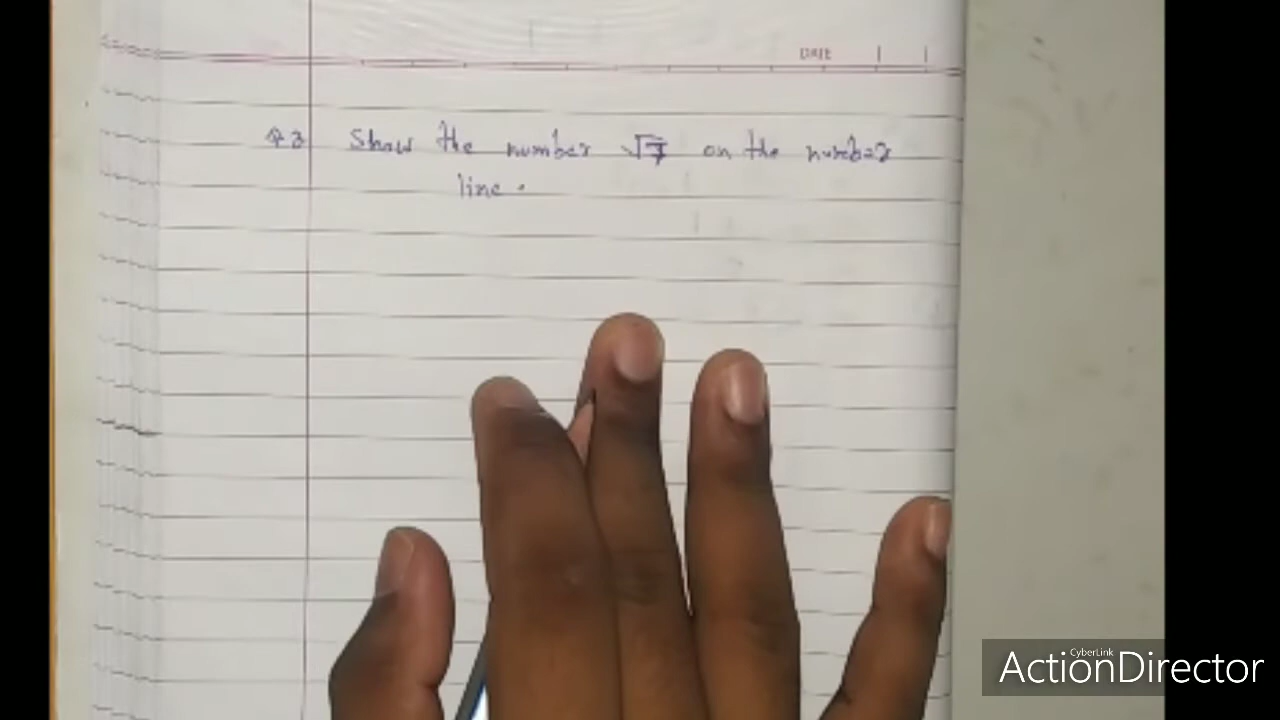 DATE
Q3 Show the number √7 on the number
line.
CyberLink
ActionDirector